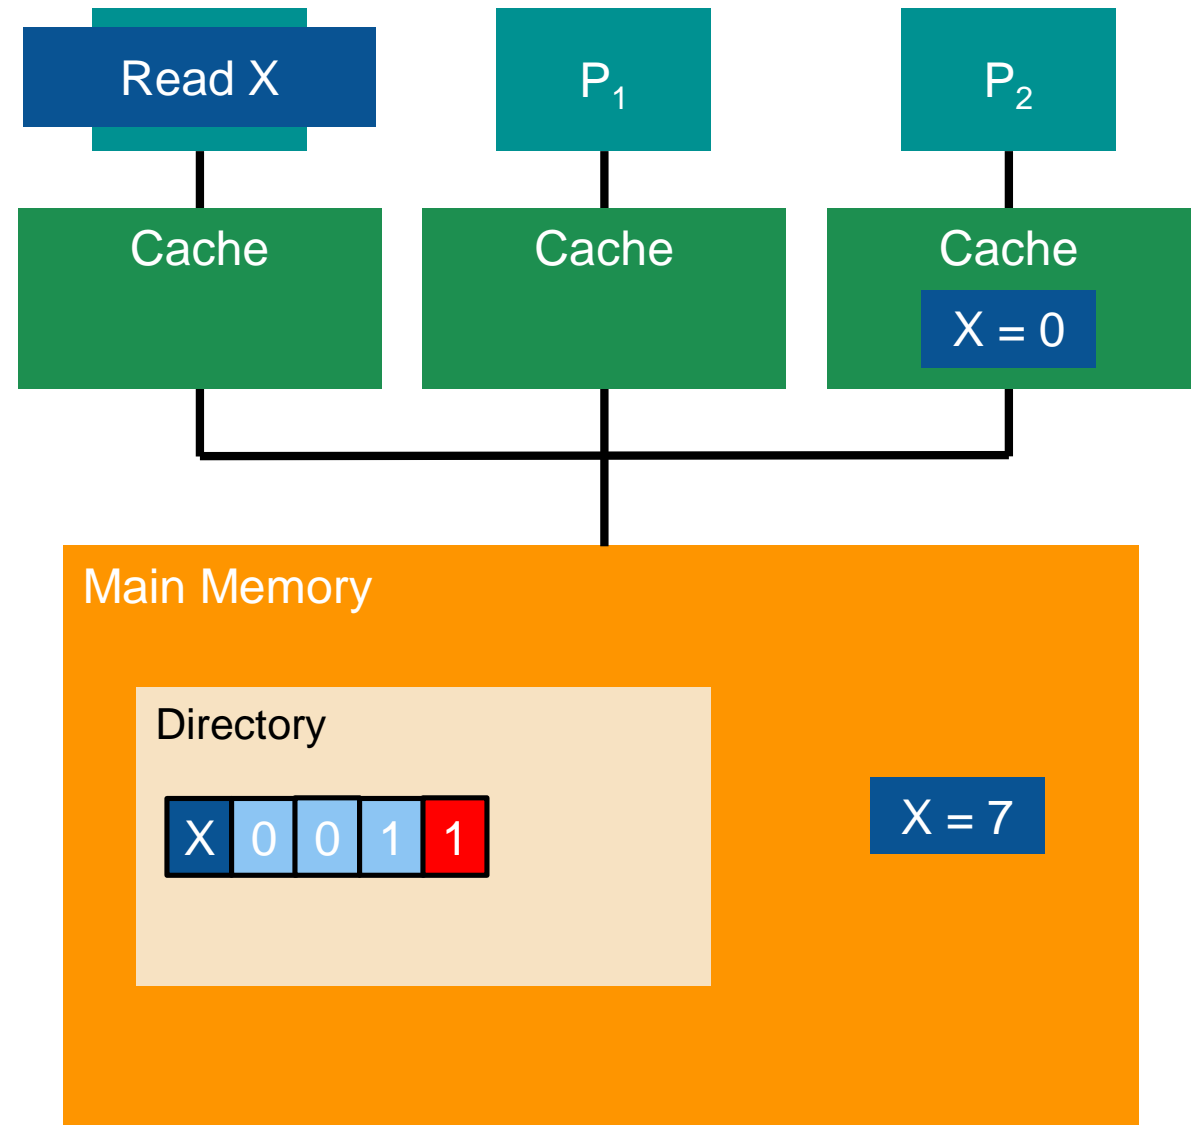 Read X
P1
P2
Cache
Cache
Cache
X = 0
Main Memory
Directory
X 0 0 1 1
X = 7